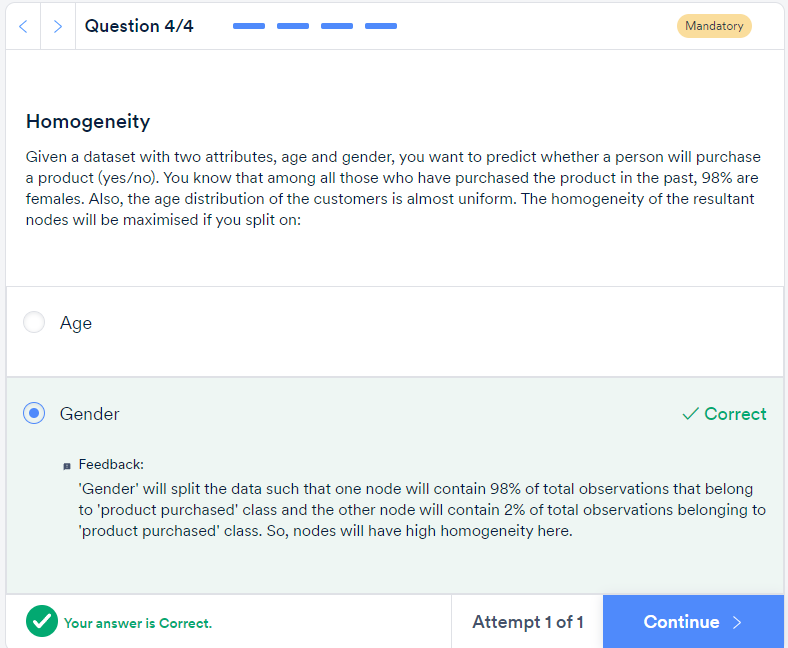 Question 4/4
Mandatory
Homogeneity
Given a dataset with two attributes, age and gender, you want to predict whether a person will purchase
a product (yes/no). You know that among all those who have purchased the product in the past, 98% are
females. Also, the age distribution of the customers is almost uniform. The homogeneity of the resultant
nodes will be maximised if you split on:
Age
Gender
Correct
Feedback:
'Gender' will split the data such that one node will contain 98% of total observations that belong
to 'product purchased' class and the other node will contain 2% of total observations belonging to
'product purchased' class. So, nodes will have high homogeneity here.
Your answer is Correct.
Attempt 1 of 1
Continue